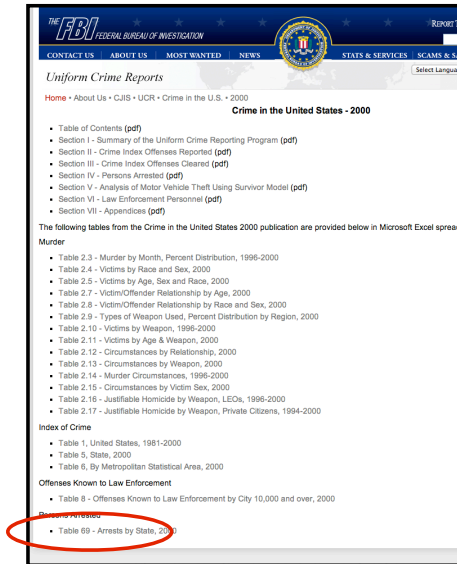 THE FBI FEDERAL BUREAU OF INVESTIGATION
REPORT T
CONTACT US ABOUT US MOST WANTED NEWS STATS & SERVICES SCAMS & SA
Select Langua
Uniform Crime Reports
Home • About Us • CJIS • UCR • Crime in the U.S. • 2000
Crime in the United States - 2000
Table of Contents (pdf)
Section I - Summary of the Uniform Crime Reporting Program (pdf)
Section II - Crime Index Offenses Reported (pdf)
Section III - Crime Index Offenses Cleared (pdf)
Section IV - Persons Arrested (pdf)
Section V - Analysis of Motor Vehicle Theft Using Survivor Model (pdf)
Section VI - Law Enforcement Personnel (pdf)
Section VII - Appendices (pdf)
The following tables from the Crime in the United States 2000 publication are provided below in Microsoft Excel sprea
Murder
Table 2.3 - Murder by Month, Percent Distribution, 1996-2000
Table 2.4 - Victims by Race and Sex, 2000
Table 2.5 - Victims by Age, Sex and Race, 2000
Table 2.7 - Victim/Offender Relationship by Age, 2000
Table 2.8 - Victim/Offender Relationship by Race and Sex, 2000
Table 2.9 - Types of Weapon Used, Percent Distribution by Region, 2000
Table 2.10 - Victims by Weapon, 1996-2000
Table 2.11 - Victims by Age & Weapon, 2000
Table 2.12 - Circumstances by Relationship, 2000
Table 2.13 - Circumstances by Weapon, 2000
Table 2.14 - Murder Circumstances, 1996-2000
Table 2.15 - Circumstances by Victim Sex, 2000
Table 2.16 - Justifiable Homicide by Weapon, LEOs, 1996-2000
Table 2.17 - Justifiable Homicide by Weapon, Private Citizens, 1994-2000
Index of Crime
Table 1, United States, 1981-2000
Table 5, State, 2000
Table 6, By Metropolitan Statistical Area, 2000
Offenses Known to Law Enforcement
Table 8 - Offenses Known to Law Enforcement by City 10,000 and over, 2000
Persons Arrested
Table 69 - Arrests by State, 2000